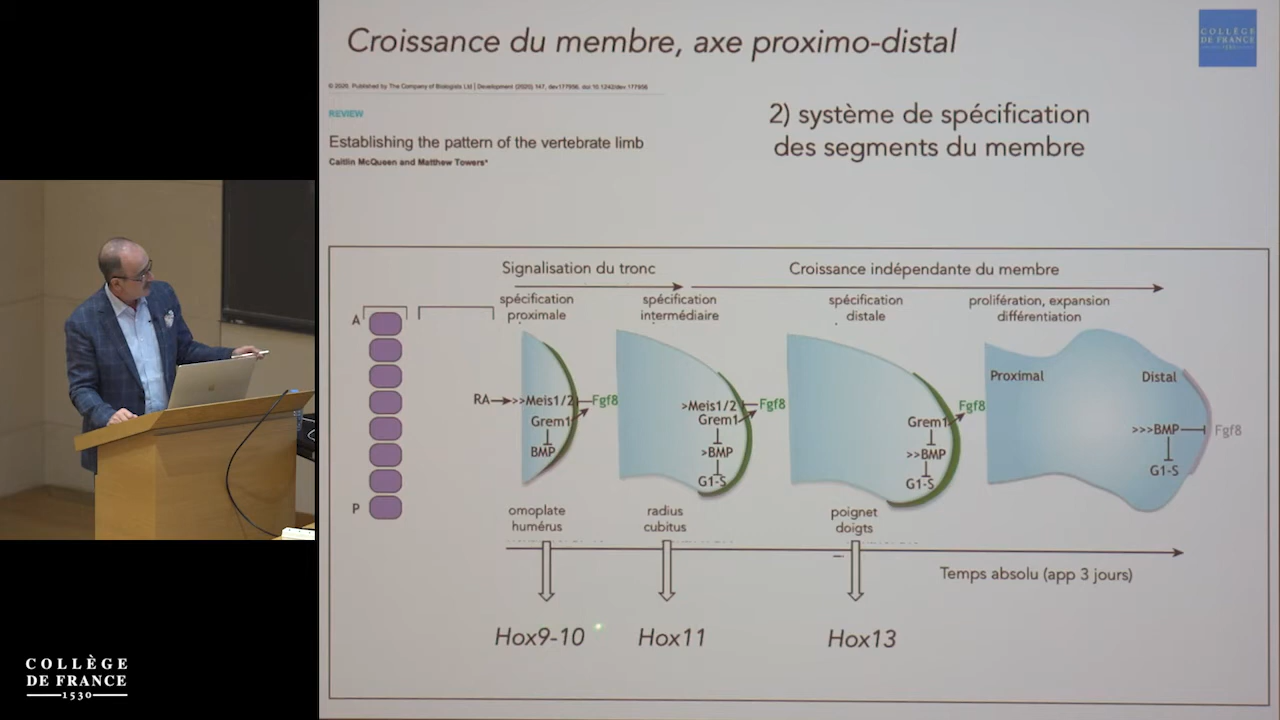 Croissance du membre, axe proximo-distal
COLLÈGE
DE FRANCE
1530
© 2020. Published by The Company of Biologists Ltd | Development (2020) 147, dev177956. doi:10.1242/dev.177956
REVIEW
Establishing the pattern of the vertebrate limb
Caitlin McQueen and Matthew Towers*
2) système de spécification
des segments du membre
Signalisation du tronc
Croissance indépendante du membre
spécification
proximale
spécification
intermédiaire
spécification
distale
prolifération, expansion
différentiation
A
P
RA
>>Meis1/2
Fgf8
Grem1
BMP
>Meis1/2
Fgf8
Grem1
>BMP
G1-S
Fgf8
Grem1
>>BMP
G1-S
Proximal
Distal
>>>BMP
Fgf8
G1-S
omoplate
humérus
radius
cubitus
poignet
doigts
Temps absolu (app 3 jours)
Hox9-10
Hox11
Hox13
COLLÈGE
DE FRANCE
1530